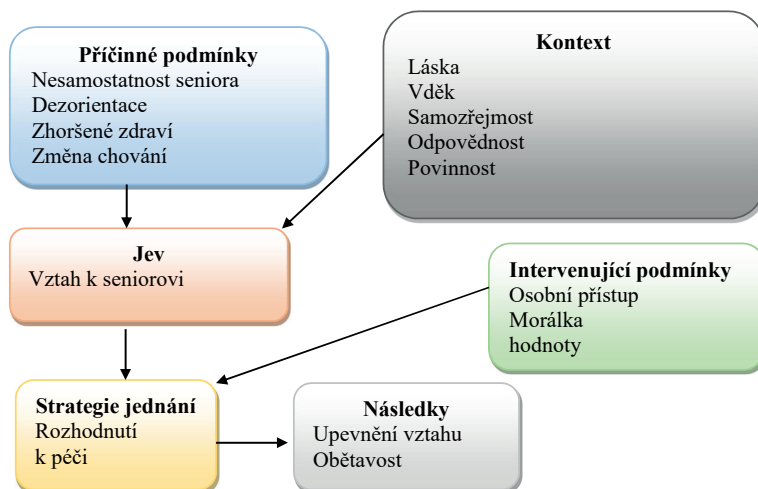 Příčinné podmínky
Nesamostatnost seniora
Dezorientace
Zhoršené zdraví
Změna chování
Kontext
Láska
Vděk
Samozřejmost
Odpovědnost
Povinnost
Jev
Vztah k seniorovi
Intervenující podmínky
Osobní přístup
Morálka
hodnoty
Strategie jednání
Rozhodnutí
k péči
Následky
Upevnění vztahu
Obětavost